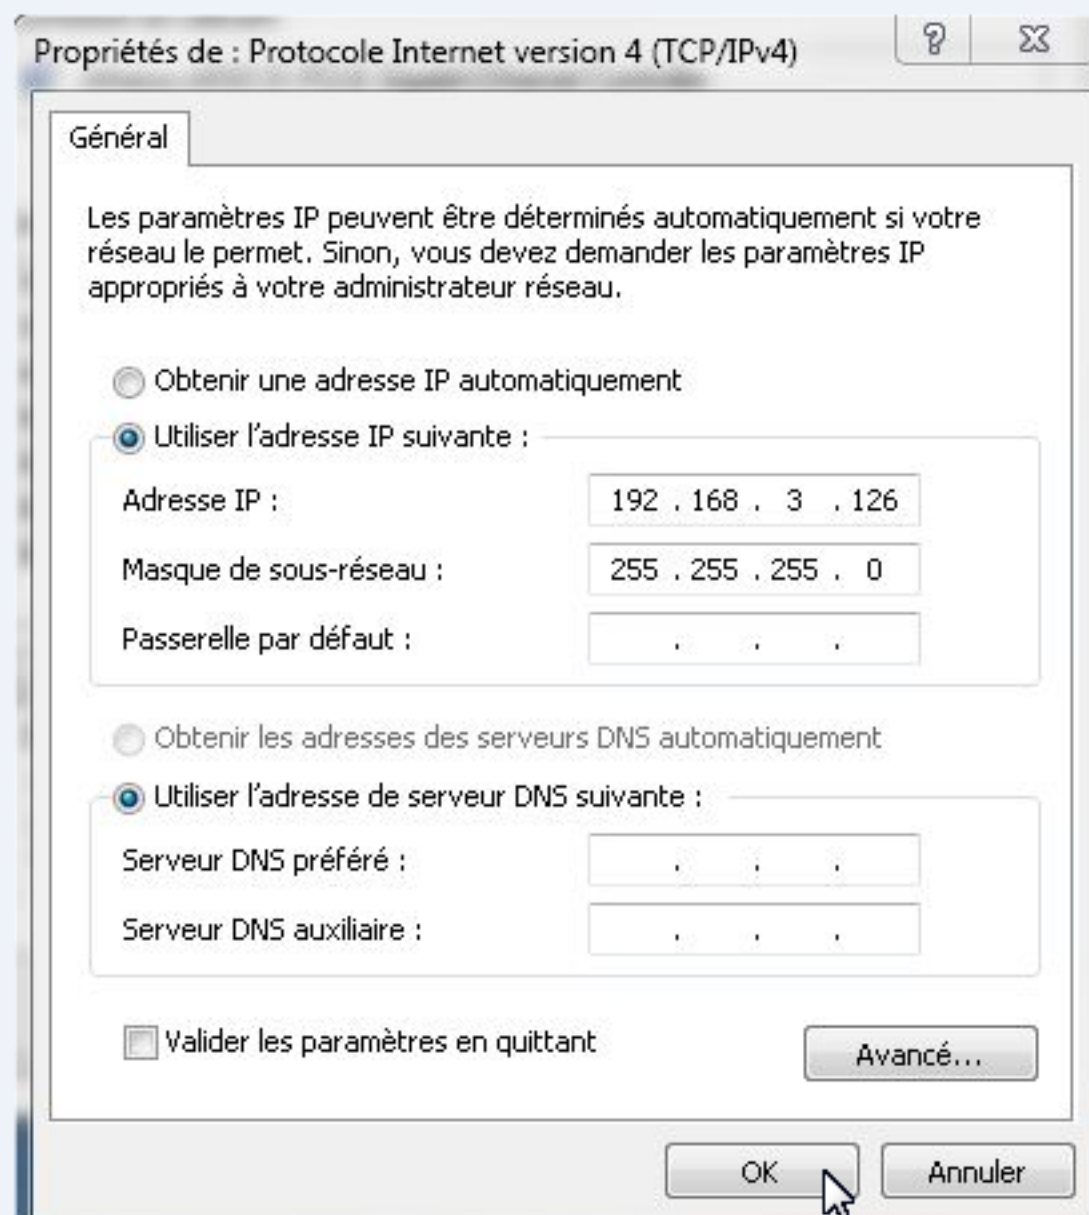 Propriétés de : Protocole Internet version 4 (TCP/IPv4)
Général
Les paramètres IP peuvent être déterminés automatiquement si votre
réseau le permet. Sinon, vous devez demander les paramètres IP
appropriés à votre administrateur réseau.
Obtenir une adresse IP automatiquement
Utiliser l'adresse IP suivante :
Adresse IP : 192 . 168 . 3 . 126
Masque de sous-réseau : 255 . 255 . 255 . 0
Passerelle par défaut : . . .
Obtenir les adresses des serveurs DNS automatiquement
Utiliser l'adresse de serveur DNS suivante :
Serveur DNS préféré : . . .
Serveur DNS auxiliaire : . . .
Valider les paramètres en quittant
Avancé...
OK Annuler